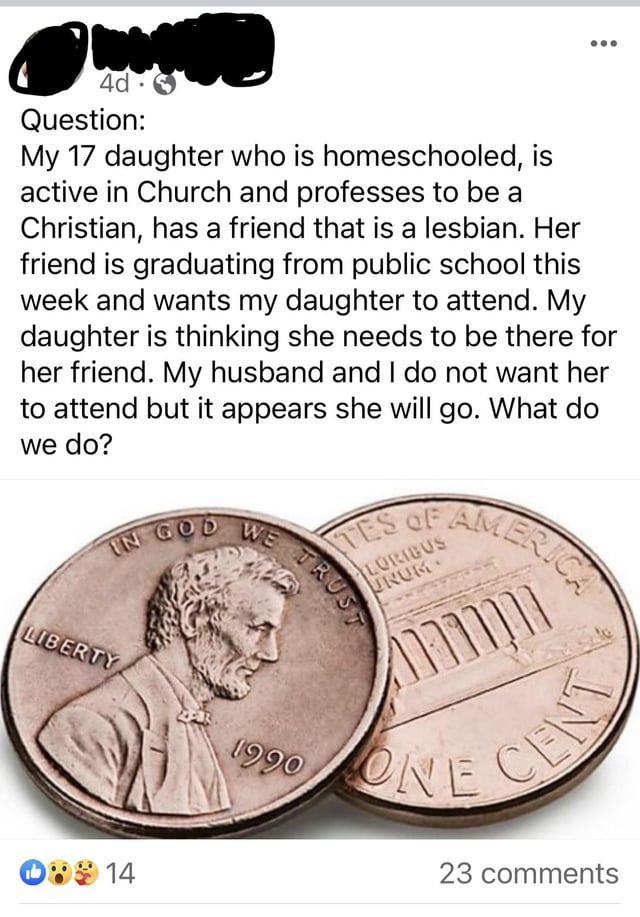 4d
Question:
My 17 daughter who is homeschooled, is
active in Church and professes to be a
Christian, has a friend that is a lesbian. Her
friend is graduating from public school this
week and wants my daughter to attend. My
daughter is thinking she needs to be there for
her friend. My husband and I do not want her
to attend but it appears she will go. What do
we do?
IN GOD WE TRUST
LIBERTY
1990
TES OF AMERICA
LURIBUS
UNUM
ONE CENT
14
23 comments